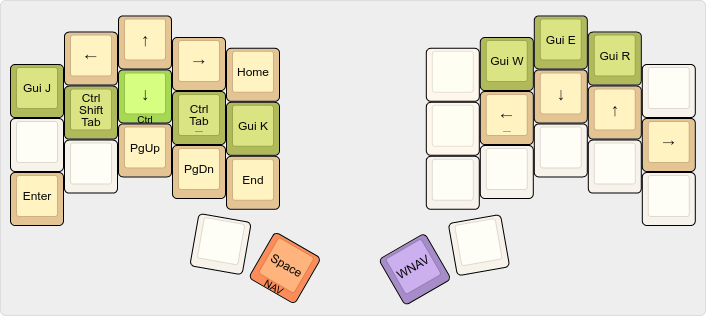 Gui J
←
↑
→
Home
Ctrl
Shift
Tab
↓
Ctrl
Ctrl
Tab
Gui K
Enter
PgUp
PgDn
End
Space
NAV
Gui W
Gui E
Gui R
←
↓
↑
→
WNAV